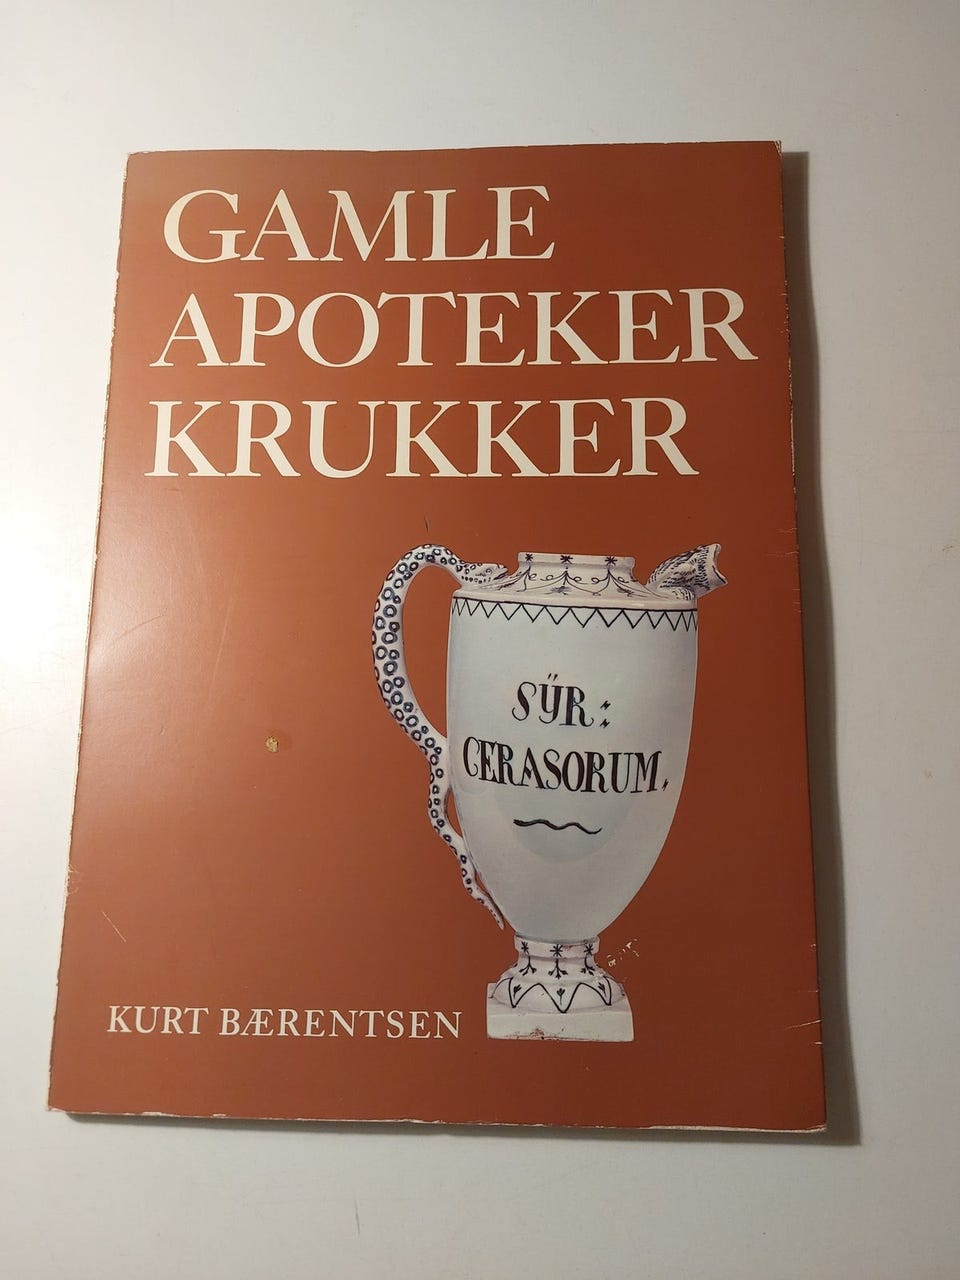 GAMLE
APOTEKER
KRUKKER
SÿR:
CERASORUM.
KURT BÆRENTSEN